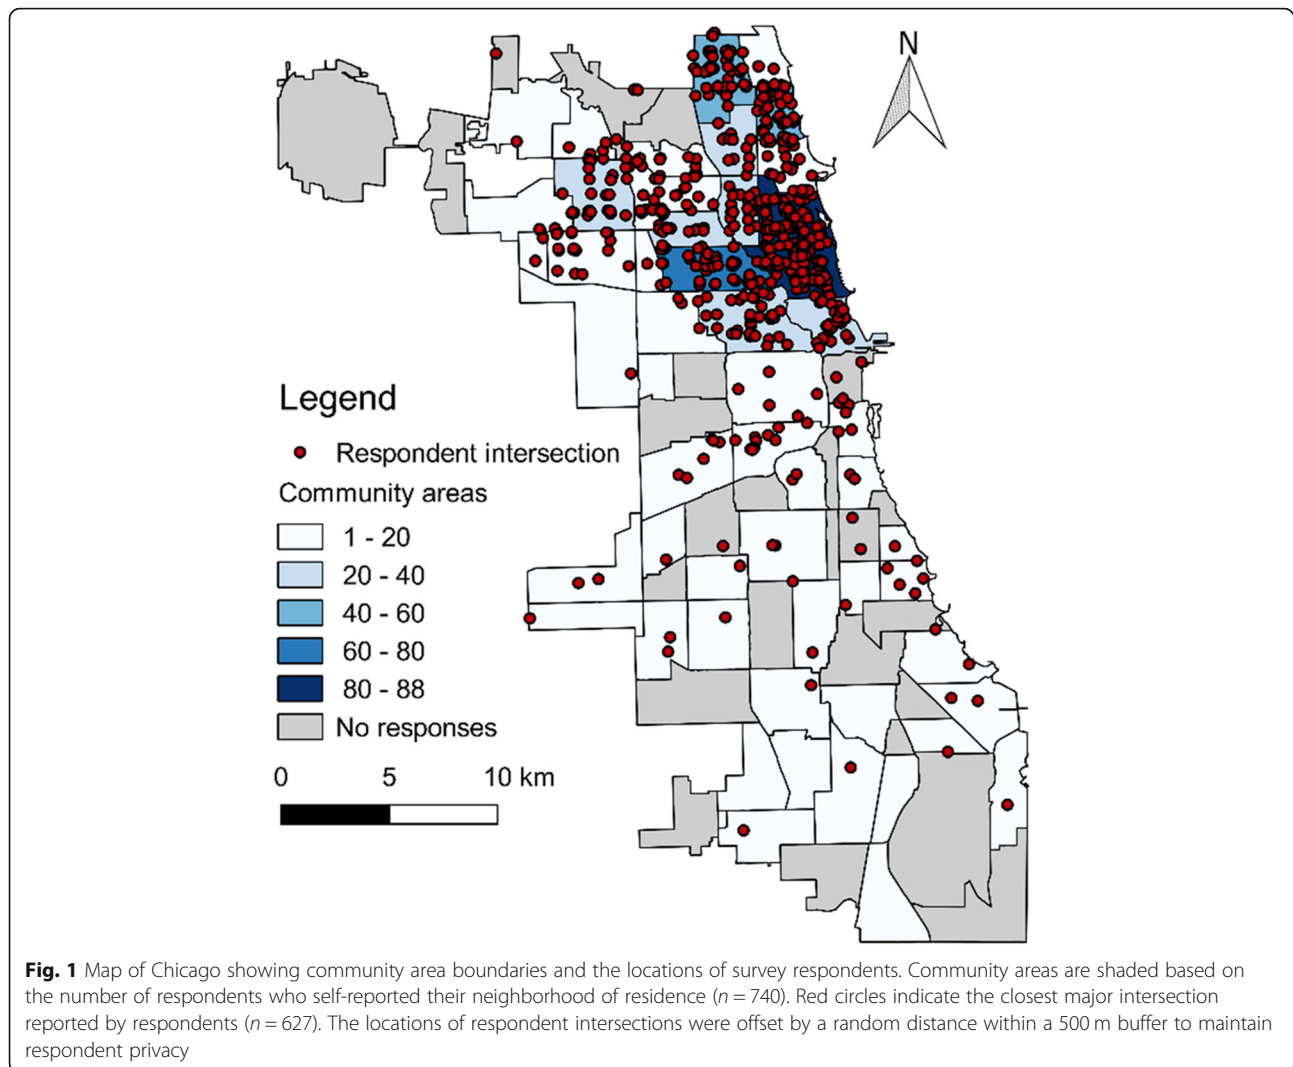 N
Legend
Respondent intersection
Community areas
1 - 20
20 - 40
40 - 60
60 - 80
80 - 88
No responses
0 5 10 km
Fig. 1 Map of Chicago showing community area boundaries and the locations of survey respondents. Community areas are shaded based on
the number of respondents who self-reported their neighborhood of residence (n = 740). Red circles indicate the closest major intersection
reported by respondents (n = 627). The locations of respondent intersections were offset by a random distance within a 500 m buffer to maintain
respondent privacy